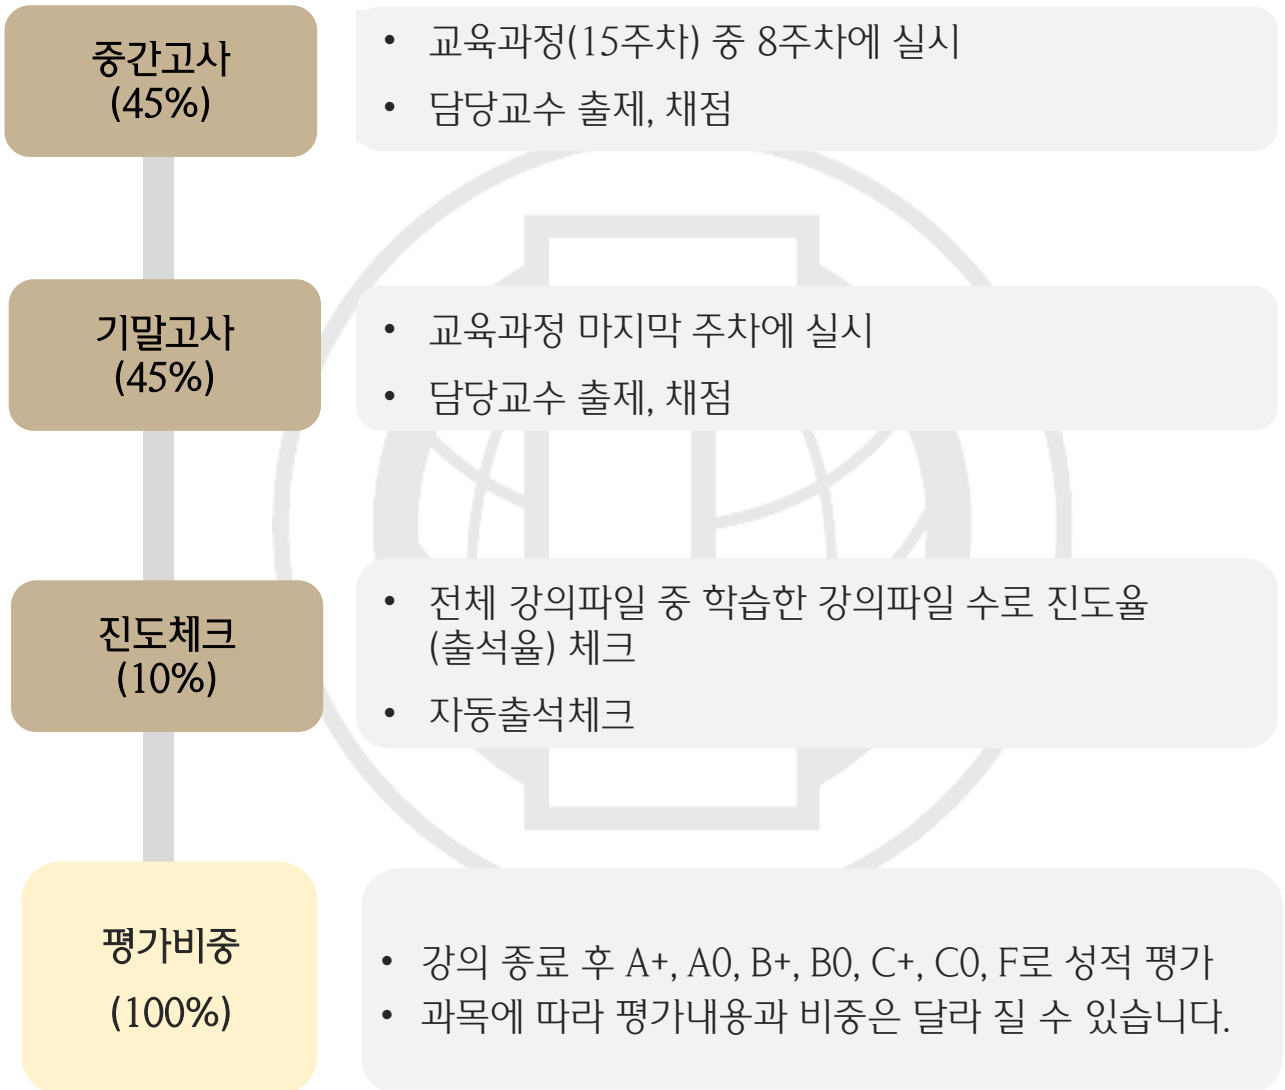 중간고사
(45%)
• 교육과정(15주차) 중 8주차에 실시
• 담당교수 출제, 채점
기말고사
(45%)
• 교육과정 마지막 주차에 실시
• 담당교수 출제, 채점
진도체크
(10%)
• 전체 강의파일 중 학습한 강의파일 수로 진도율
(출석율) 체크
• 자동출석체크
평가비중
(100%)
• 강의 종료 후 A+, A0, B+, B0, C+, C0, F로 성적 평가
• 과목에 따라 평가내용과 비중은 달라 질 수 있습니다.